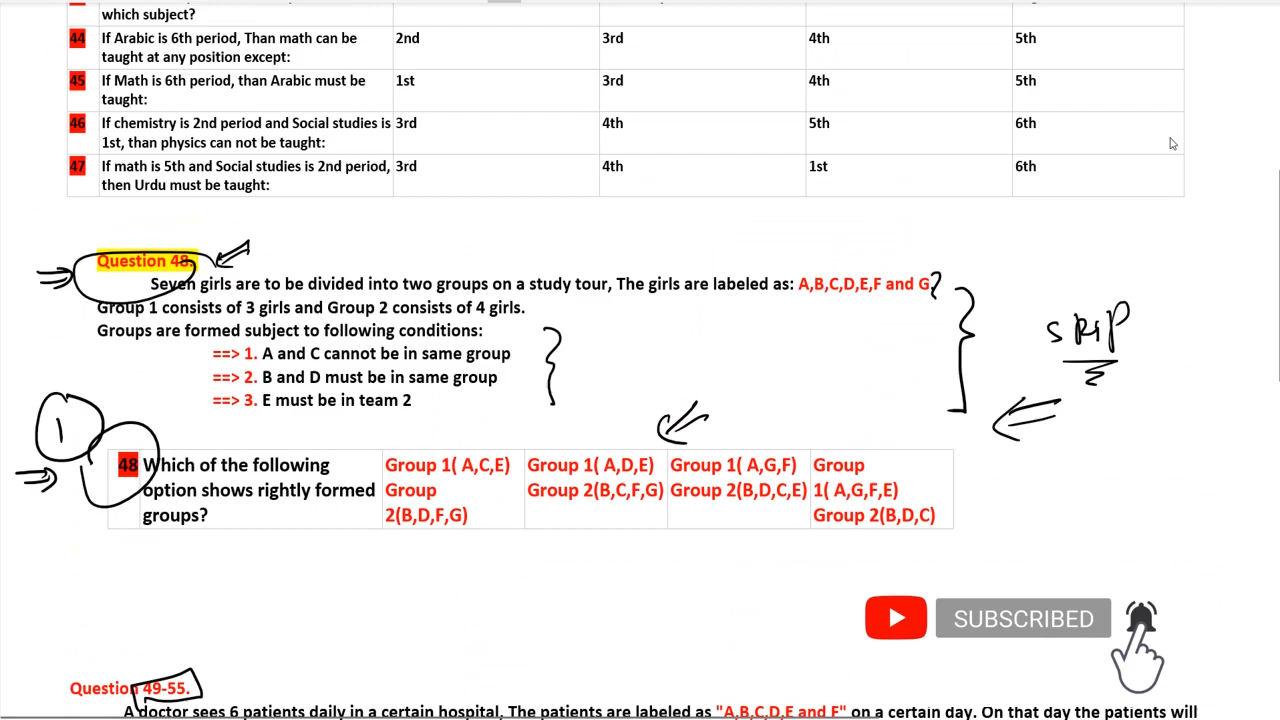 which subject?
44 If Arabic is 6th period, Than math can be 2nd 3rd 4th 5th
taught at any position except:
45 If Math is 6th period, than Arabic must be 1st 3rd 4th 5th
taught:
46 If chemistry is 2nd period and Social studies is 3rd 4th 5th 6th
1st, than physics can not be taught:
47 If math is 5th and Social studies is 2nd period, 3rd 4th 1st 6th
then Urdu must be taught:
Question 48.
Seven girls are to be divided into two groups on a study tour, The girls are labeled as: A,B,C,D,E,F and G.
Group 1 consists of 3 girls and Group 2 consists of 4 girls.
Groups are formed subject to following conditions:
==> 1. A and C cannot be in same group
==> 2. B and D must be in same group
==> 3. E must be in team 2
SKIP
1
48 Which of the following Group 1( A,C,E) Group 1( A,D,E) Group 1( A,G,F) Group
option shows rightly formed Group Group 2(B,C,F,G) Group 2(B,D,C,E) 1( A,G,F,E)
groups? 2(B,D,F,G) Group 2(B,D,C)
SUBSCRIBED
Question 49-55.
A doctor sees 6 patients daily in a certain hospital, The patients are labeled as "A,B,C,D,E and F" on a certain day. On that day the patients will